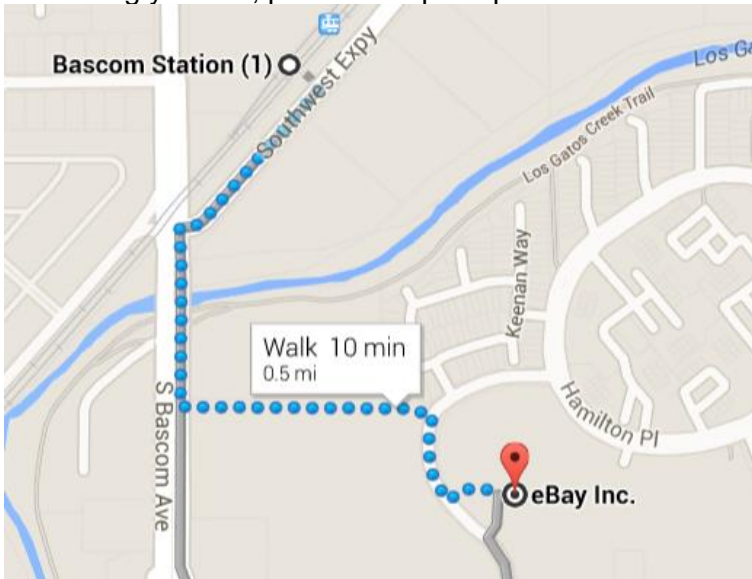 Bascom Station (1)
Southwest Expy
Los Ga
Los Gatos Creek Trail
Keenan Way
Walk 10 min
0.5 mi
S Bascom Ave
Hamilton Pl
eBay Inc.